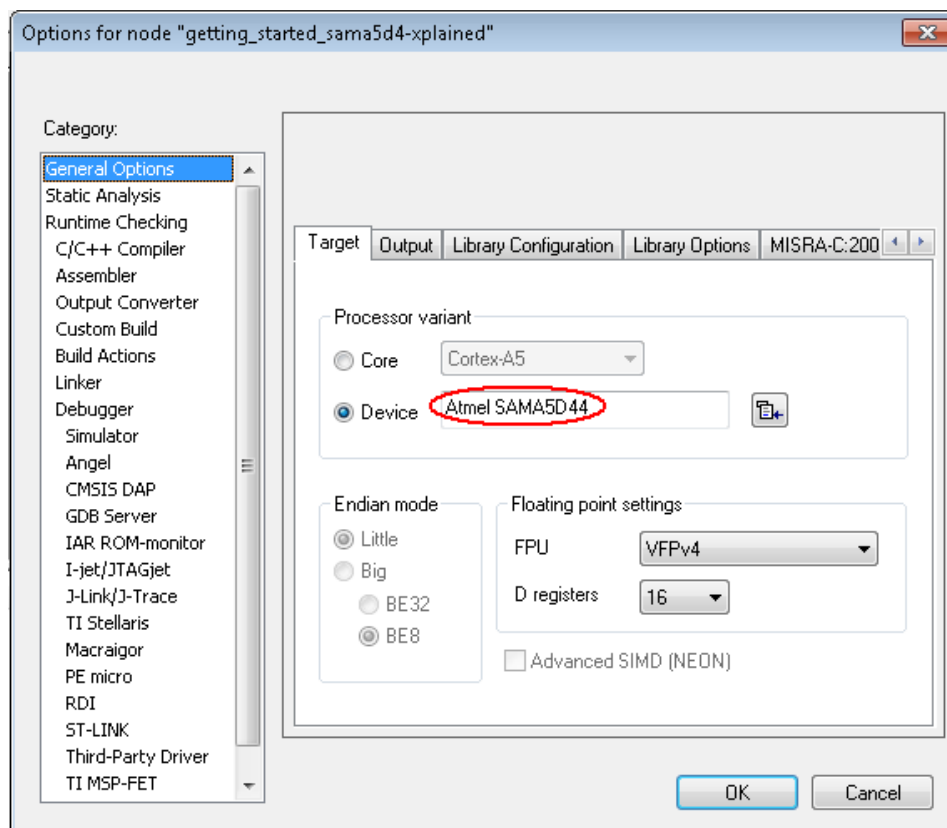 Options for node "getting_started_sama5d4-xplained"
Category:
General Options
Static Analysis
Runtime Checking
C/C++ Compiler
Assembler
Output Converter
Custom Build
Build Actions
Linker
Debugger
Simulator
Angel
CMSIS DAP
GDB Server
IAR ROM-monitor
I-jet/JTAGjet
J-Link/J-Trace
TI Stellaris
Macraigor
PE micro
RDI
ST-LINK
Third-Party Driver
TI MSP-FET
Target Output Library Configuration Library Options MISRA-C:200
Processor variant
Core Cortex-A5
Device Atmel SAMA5D44
Endian mode
Little
Big
BE32
BE8
Floating point settings
FPU VFPv4
D registers 16
Advanced SIMD (NEON)
OK Cancel